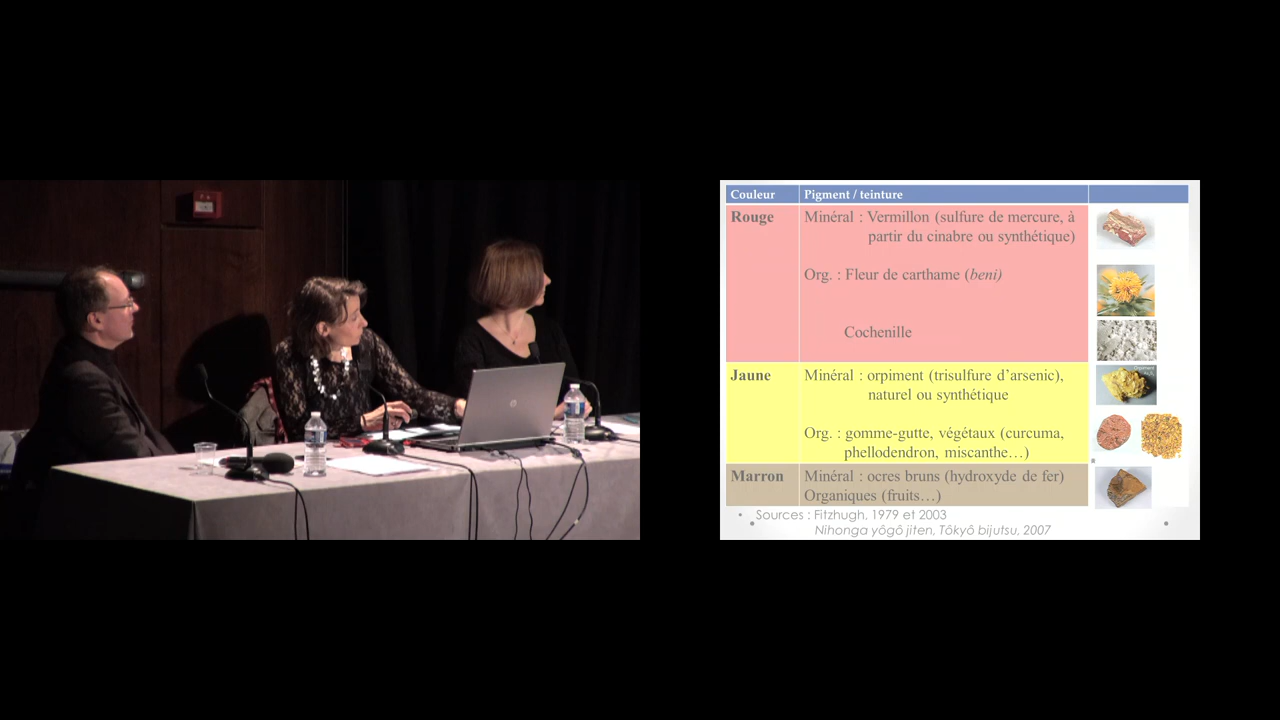 Couleur Pigment / teinture
Rouge Minéral : Vermillon (sulfure de mercure, à
partir du cinabre ou synthétique)
Org. : Fleur de carthame (beni)
Cochenille
Jaune Minéral : orpiment (trisulfure d’arsenic),
naturel ou synthétique
Org. : gomme-gutte, végétaux (curcuma,
phellodendron, miscanthe…)
Marron Minéral : ocres bruns (hydroxyde de fer)
Organiques (fruits…)
• Sources : Fitzhugh, 1979 et 2003
Nihonga yôgô jiten, Tôkyô bijutsu, 2007